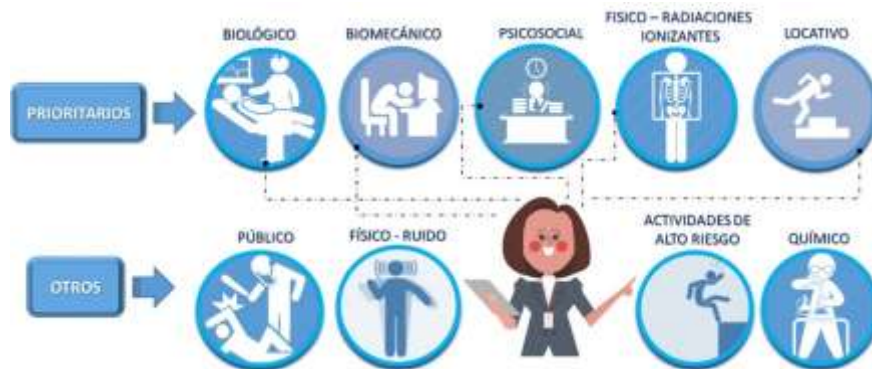 BIOLÓGICO
BIOMECÁNICO
PSICOSOCIAL
FISICO – RADIACIONES
IONIZANTES
LOCATIVO
PRIORITARIOS
PÚBLICO
FÍSICO - RUIDO
ACTIVIDADES DE
ALTO RIESGO
QUÍMICO
OTROS